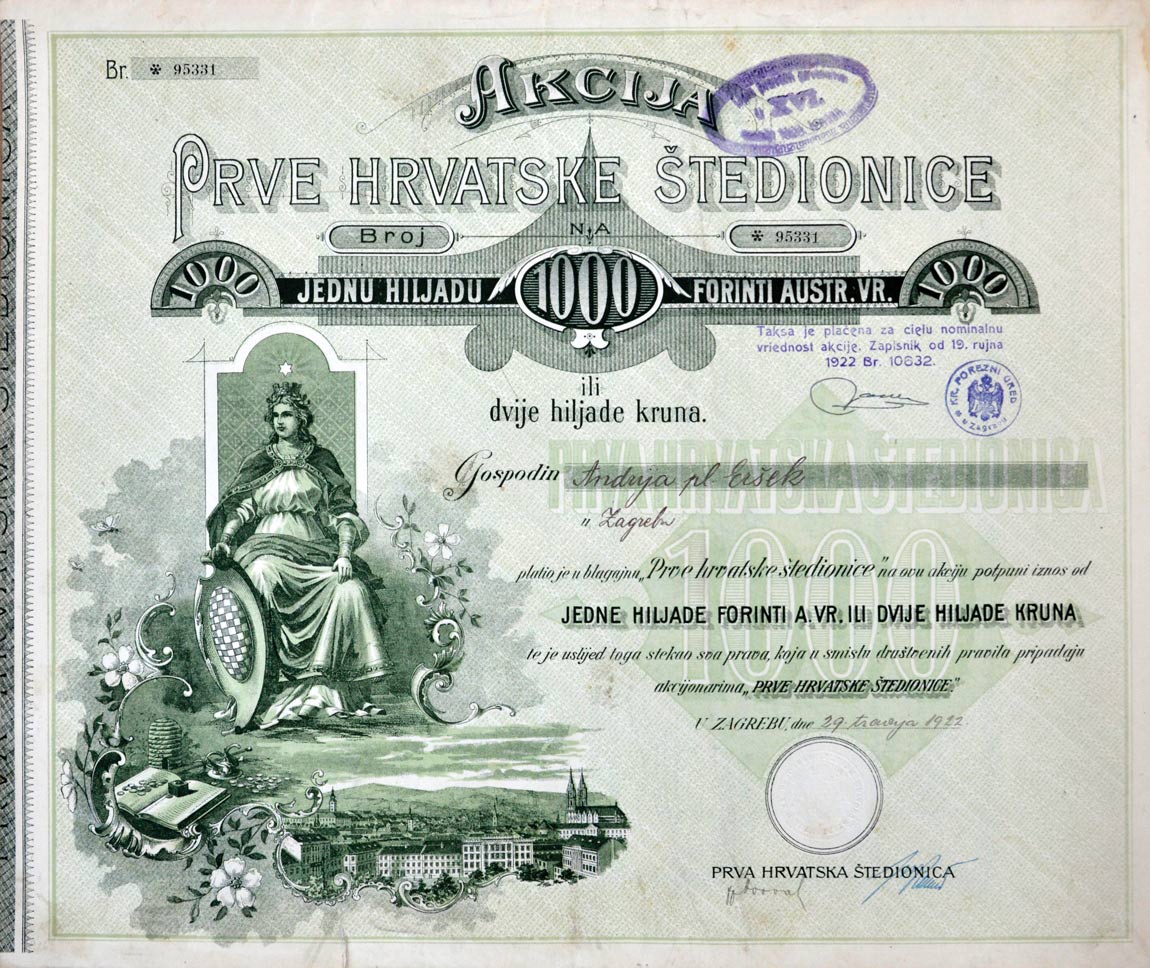 Br. * 95331
AKCIJA
XVI.
PRVE HRVATSKE ŠTEDIONICE
Broj NA * 95331
1000 JEDNU HILJADU 1000 FORINTI AUSTR. VR. 1000
Taksa je plaćena za cielu nominalnu
vriednost akcije. Zapisnik od 19. rujna
1922 Br. 10632.
KR. POREZNI URED
u Zagrebu
ili
dvije hiljade kruna.
PRVA HRVATSKA ŠTEDIONICA
Gospodin Andrija pl Eršek
u Zagrebu
1000
platio je u blagajnu „Prve hrvatske štedionice" na ovu akciju potpuni iznos od
JEDNE HILJADE FORINTI A. VR. ILI DVIJE HILJADE KRUNA,
te je uslijed toga stekao sva prava, koja u smislu društvenih pravila pripadaju
akcijonarima „PRVE HRVATSKE ŠTEDIONICE."
U ZAGREBU, dne 29. travnja 1922.
PRVA HRVATSKA ŠTEDIONICA